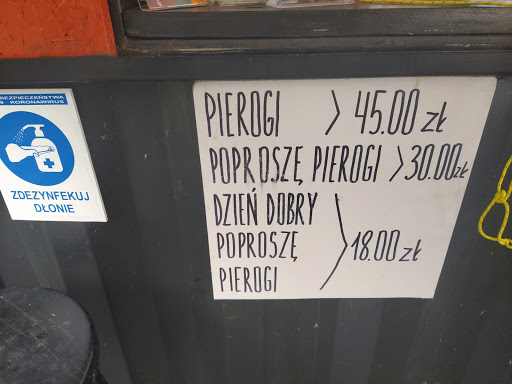 BEZPIECZEŃSTWA
KORONAWIRUS
ZDEZYNFEKUJ
DŁONIE
PIEROGI > 45.00 zł
POPROSZĘ PIEROGI > 30.00 zł
DZIEŃ DOBRY
POPROSZĘ > 18.00 zł
PIEROGI